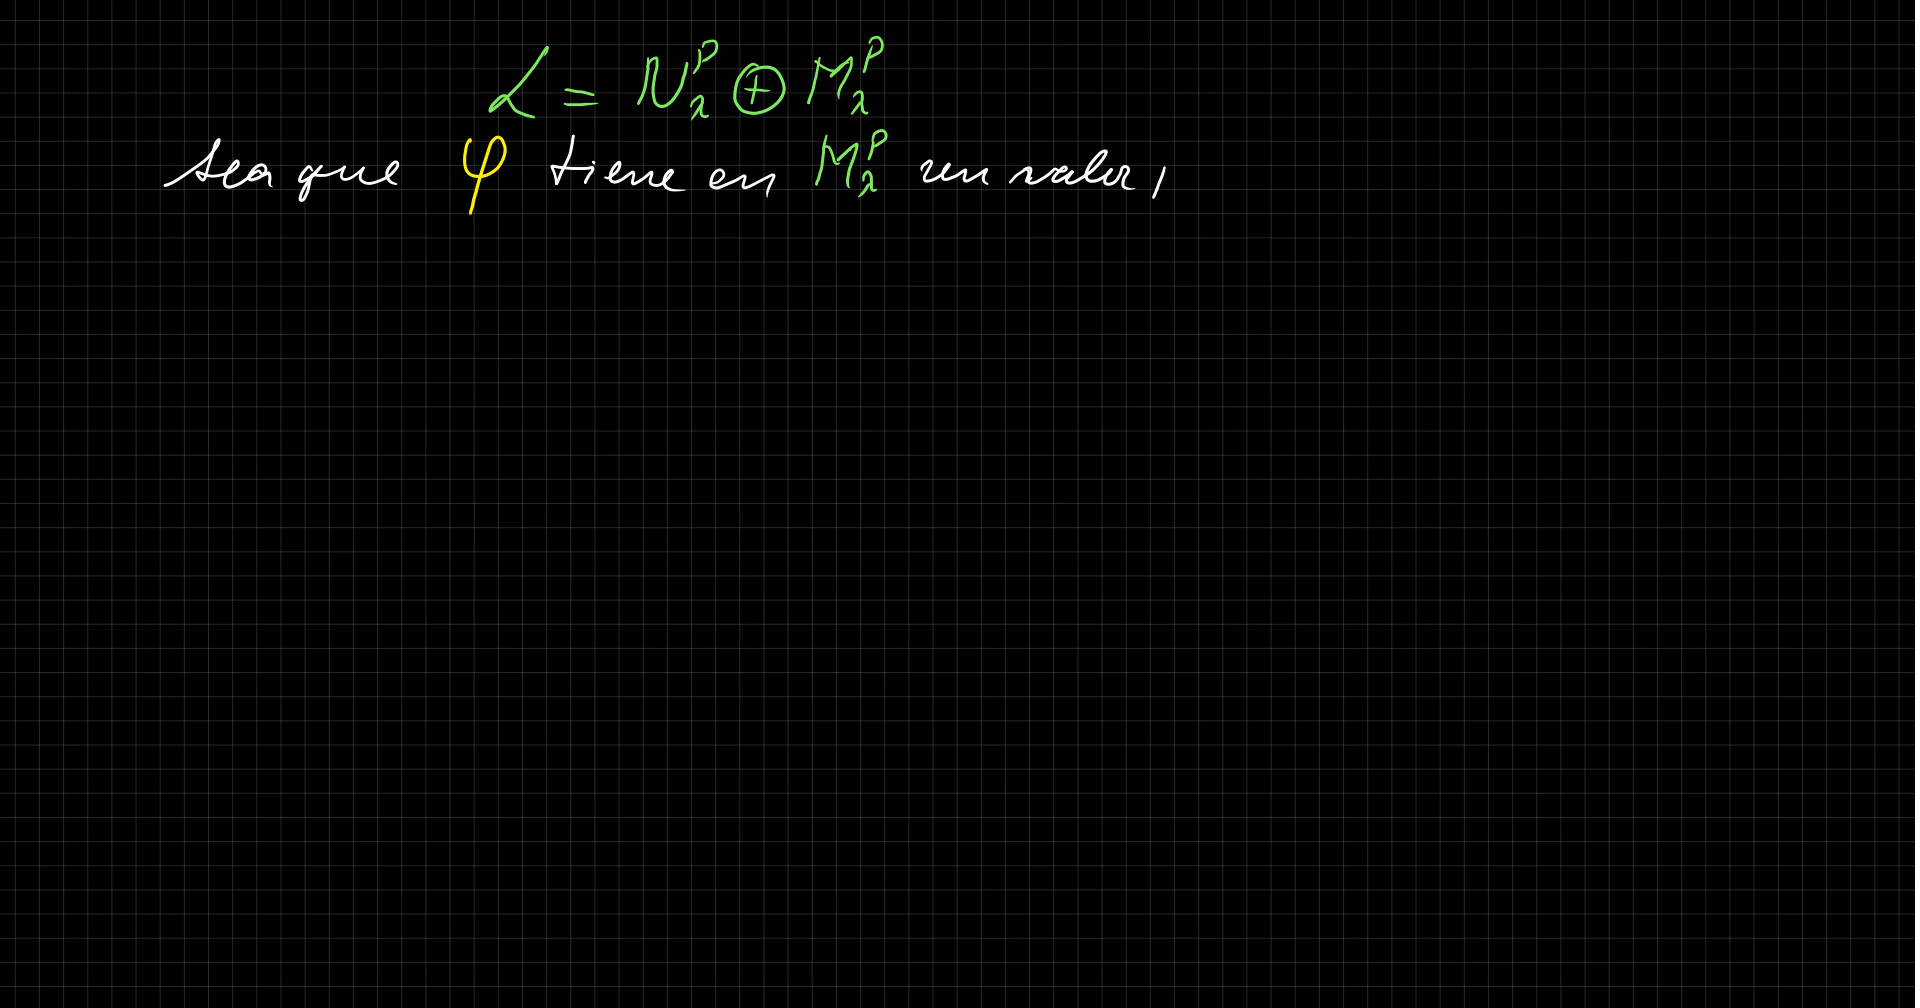 L = N_λ^p ⊕ M_λ^p
sea que φ tiene en M_λ^p un valor,